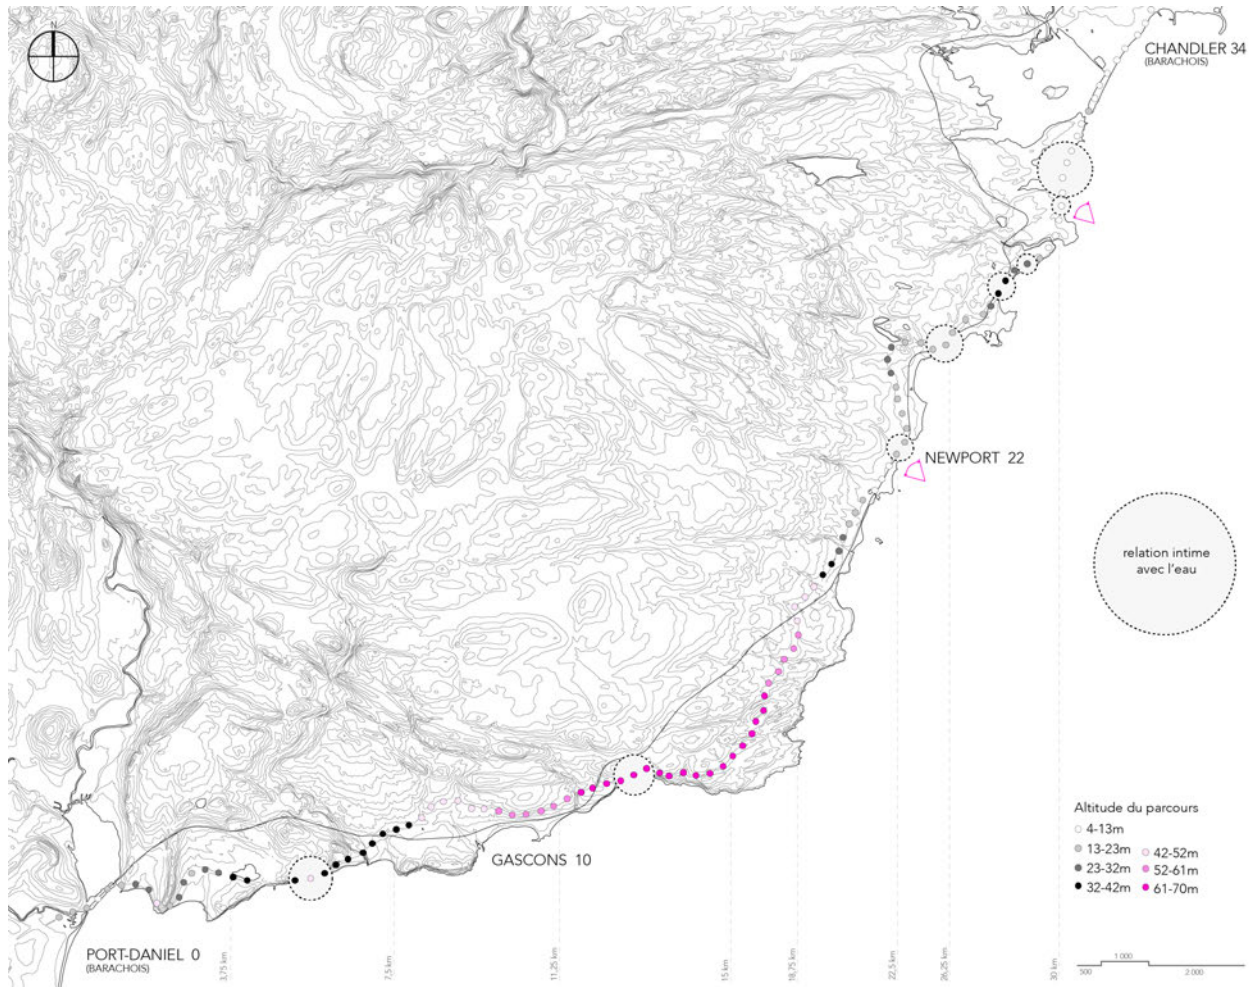 N
CHANDLER 34
(BARACHOIS)
NEWPORT 22
relation intime
avec l'eau
GASCONS 10
PORT-DANIEL 0
(BARACHOIS)
Altitude du parcours
4-13m
13-23m
23-32m
32-42m
42-52m
52-61m
61-70m
3,75 km
7,5 km
11,25 km
15 km
18,75 km
22,5 km
26,25 km
30 km
500
1 000
2 000